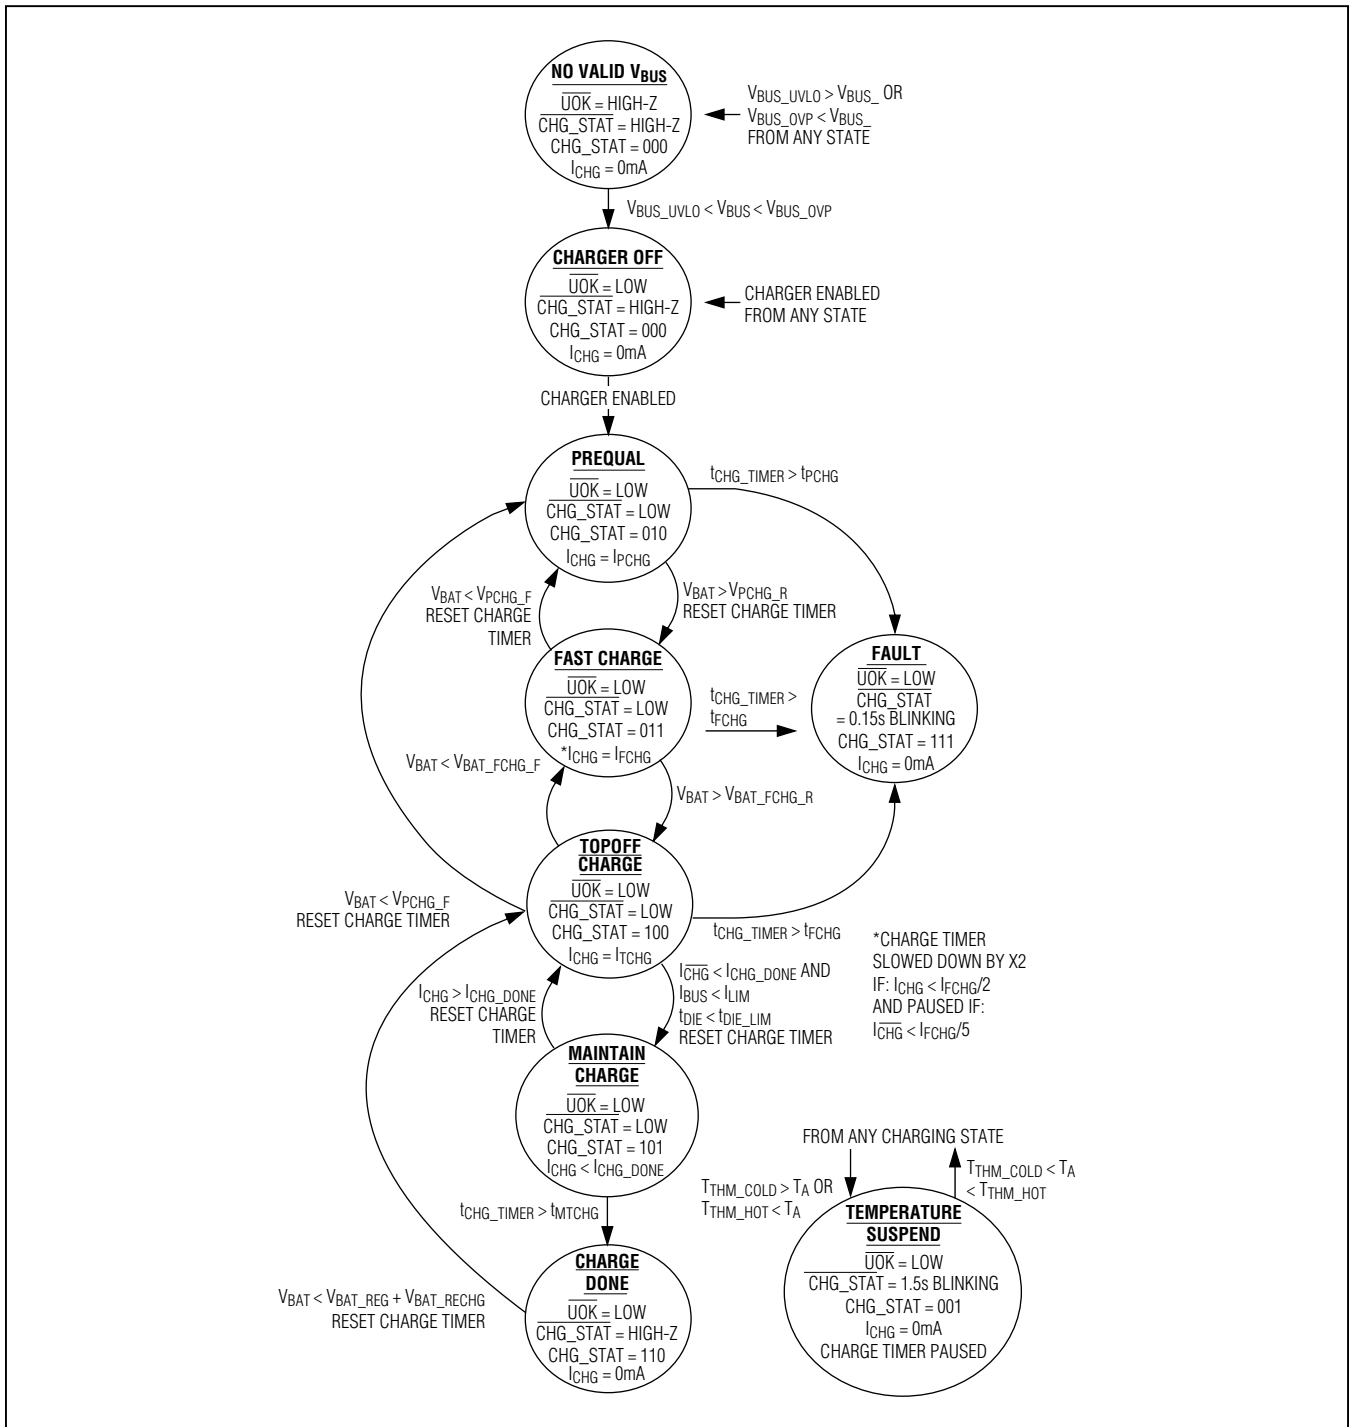 NO VALID VBUS
UOK = HIGH-Z
CHG_STAT = HIGH-Z
CHG_STAT = 000
ICHG = 0mA
VBUS_UVLO > VBUS_ OR
VBUS_OVP < VBUS_
FROM ANY STATE
VBUS_UVLO < VBUS < VBUS_OVP
CHARGER OFF
UOK = LOW
CHG_STAT = HIGH-Z
CHG_STAT = 000
ICHG = 0mA
CHARGER ENABLED
FROM ANY STATE
CHARGER ENABLED
PREQUAL
UOK = LOW
CHG_STAT = LOW
CHG_STAT = 010
ICHG = IPCHG
tCHG_TIMER > tPCHG
VBAT < VPCHG_F
RESET CHARGE
TIMER
VBAT > VPCHG_R
RESET CHARGE TIMER
FAST CHARGE
UOK = LOW
CHG_STAT = LOW
CHG_STAT = 011
*ICHG = IFCHG
tCHG_TIMER >
tFCHG
FAULT
UOK = LOW
CHG_STAT
= 0.15s BLINKING
CHG_STAT = 111
ICHG = 0mA
VBAT < VBAT_FCHG_F
VBAT > VBAT_FCHG_R
TOPOFF
CHARGE
UOK = LOW
CHG_STAT = LOW
CHG_STAT = 100
ICHG = ITCHG
VBAT < VPCHG_F
RESET CHARGE TIMER
tCHG_TIMER > tFCHG
*CHARGE TIMER
SLOWED DOWN BY X2
IF: ICHG < IFCHG/2
AND PAUSED IF:
ICHG < IFCHG/5
ICHG > ICHG_DONE
RESET CHARGE
TIMER
ICHG < ICHG_DONE AND
IBUS < ILIM
tDIE < tDIE_LIM
RESET CHARGE TIMER
MAINTAIN
CHARGE
UOK = LOW
CHG_STAT = LOW
CHG_STAT = 101
ICHG < ICHG_DONE
tCHG_TIMER > tMTCHG
CHARGE
DONE
UOK = LOW
CHG_STAT = HIGH-Z
CHG_STAT = 110
ICHG = 0mA
VBAT < VBAT_REG + VBAT_RECHG
RESET CHARGE TIMER
FROM ANY CHARGING STATE
TTHM_COLD > TA OR
TTHM_HOT < TA
TTHM_COLD < TA
< TTHM_HOT
TEMPERATURE
SUSPEND
UOK = LOW
CHG_STAT = 1.5s BLINKING
CHG_STAT = 001
ICHG = 0mA
CHARGE TIMER PAUSED